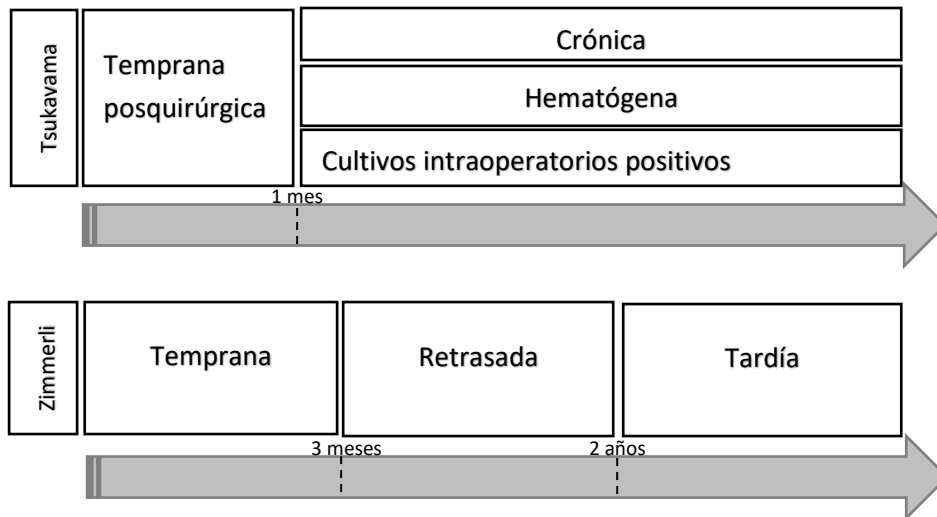 Tsukavama
Temprana
posquirúrgica
Crónica
Hematógena
Cultivos intraoperatorios positivos
1 mes
Zimmerli
Temprana
Retrasada
Tardía
3 meses
2 años